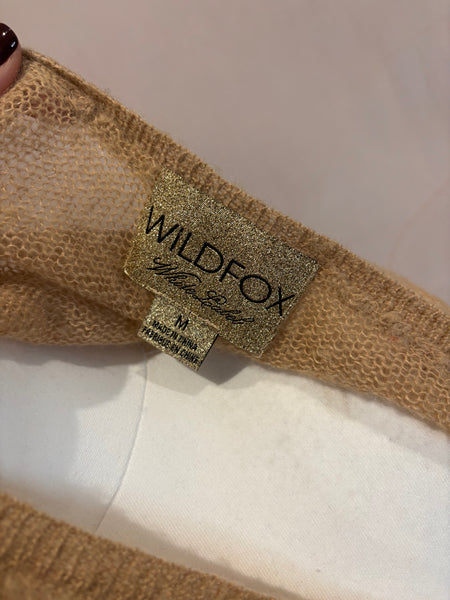 WILDFOX
White Label
M
MADE IN CHINA
FABRIQUÉ EN CHINE